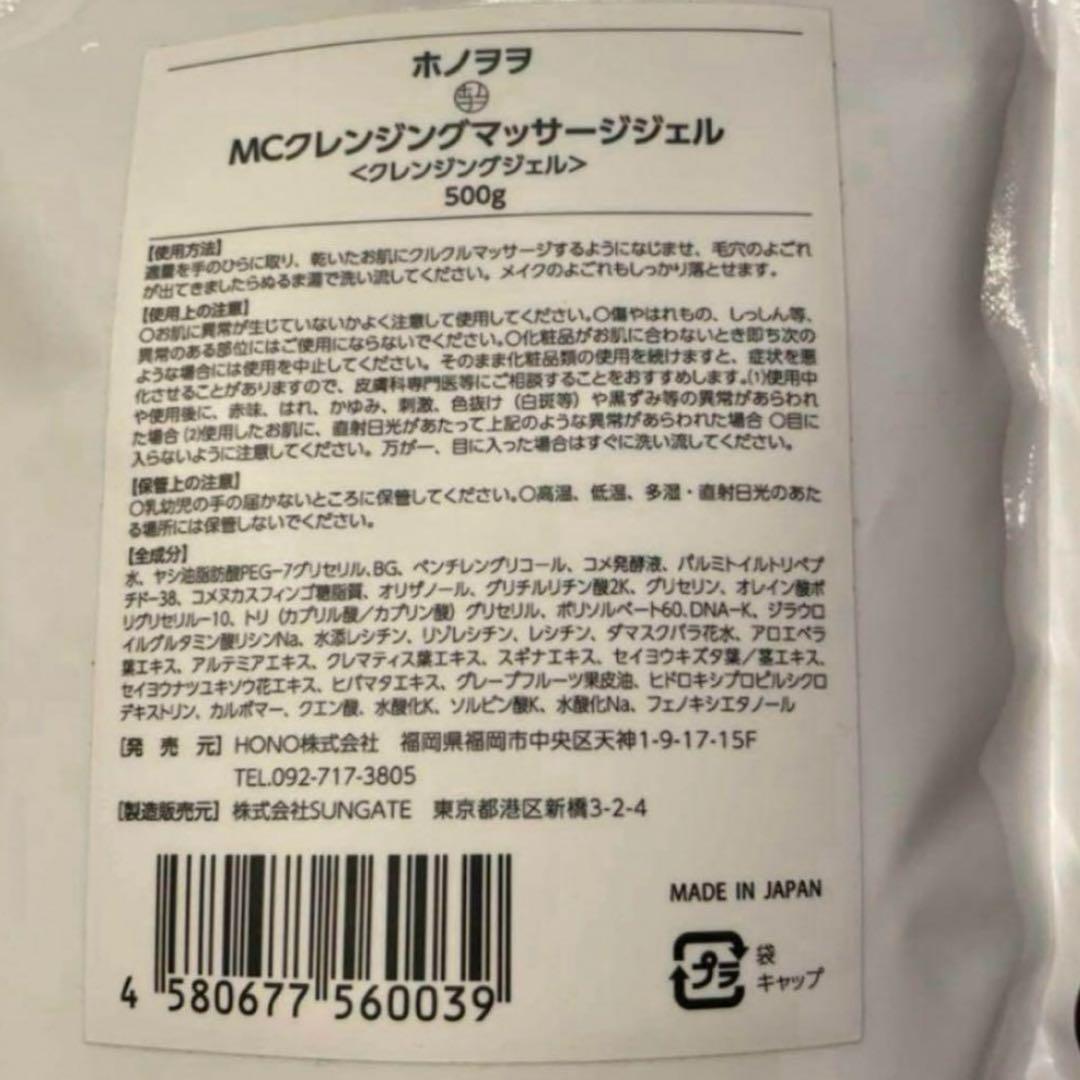 ホノヲヲ
MCクレンジングマッサージジェル
<クレンジングジェル>
500g
【使用方法】
適量を手のひらに取り、乾いたお肌にクルクルマッサージするようになじませ、毛穴のよごれ
が出てきましたらぬるま湯で洗い流してください。メイクのよごれもしっかり落とせます。
【使用上の注意】
〇お肌に異常が生じていないかよく注意して使用してください。〇傷やはれもの、しっしん等、
異常のある部位にはご使用にならないでください。〇化粧品がお肌に合わないとき即ち次の
ような場合には使用を中止してください。そのまま化粧品類の使用を続けますと、症状を悪
化させることがありますので、皮膚科専門医等にご相談することをおすすめします。(1)使用中
や使用後に、赤味、はれ、かゆみ、刺激、色抜け（白斑等）や黒ずみ等の異常があらわれ
た場合 (2)使用したお肌に、直射日光があたって上記のような異常があらわれた場合 〇目に
入らないように注意してください。万が一、目に入った場合はすぐに洗い流してください。
【保管上の注意】
〇乳幼児の手の届かないところに保管してください。〇高温、低温、多湿・直射日光のあた
る場所には保管しないでください。
【全成分】
水、ヤシ油脂肪酸PEG-7グリセリル、BG、ペンチレングリコール、コメ発酵液、パルミトイルトリペプ
チドー38、コメヌカスフィンゴ糖脂質、オリザノール、グリチルリチン酸2K、グリセリン、オレイン酸ポ
リグリセリルー10、トリ（カプリル酸／カプリン酸）グリセリル、ポリソルベート60、DNA-K、ジラウロ
イルグルタミン酸リシンNa、水添レシチン、リゾレシチン、レシチン、ダマスクバラ花水、アロエベラ
葉エキス、アルテミアエキス、クレマティス葉エキス、スギナエキス、セイヨウキズタ葉／茎エキス、
セイヨウナツユキソウ花エキス、ヒバマタエキス、グレープフルーツ果皮油、ヒドロキシプロピルシクロ
デキストリン、カルボマー、クエン酸、水酸化K、ソルビン酸K、水酸化Na、フェノキシエタノール
【発 売 元】 HONO株式会社 福岡県福岡市中央区天神1-9-17-15F
TEL.092-717-3805
【製造販売元】 株式会社SUNGATE 東京都港区新橋3-2-4
MADE IN JAPAN
プラ
袋
キャップ
4 580677 560039